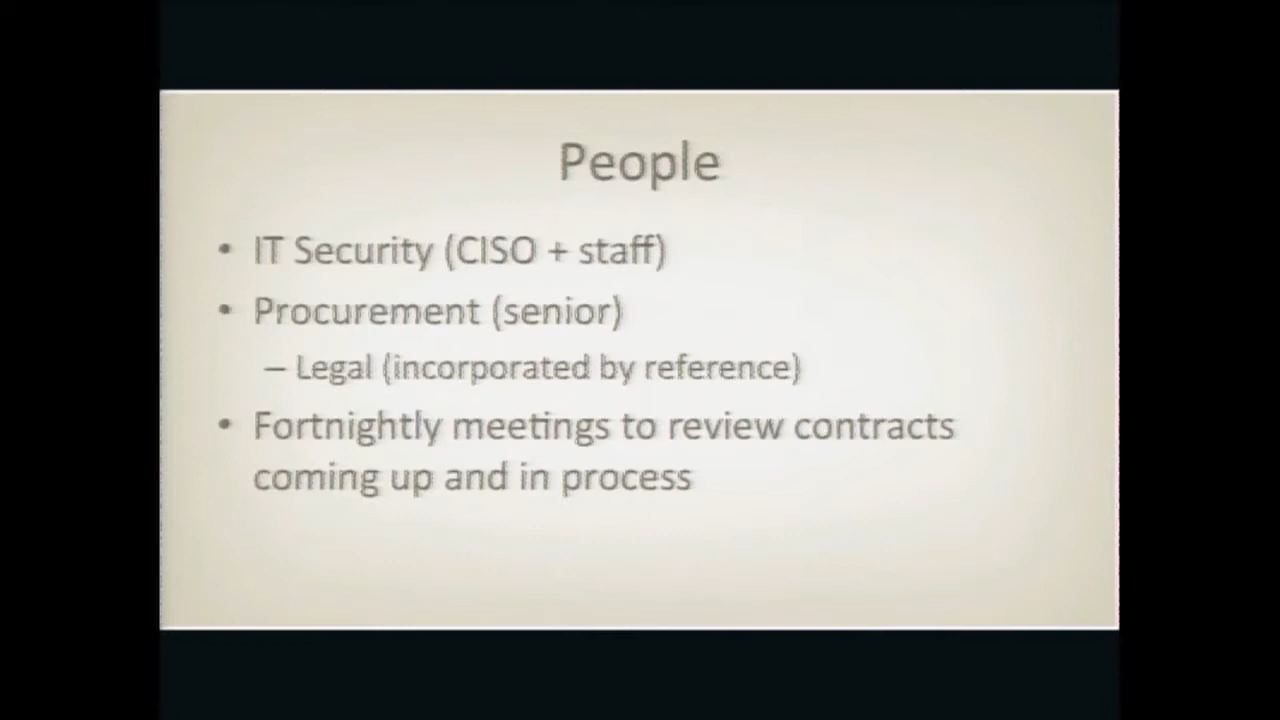 People
• IT Security (CISO + staff)
• Procurement (senior)
– Legal (incorporated by reference)
• Fortnightly meetings to review contracts
coming up and in process